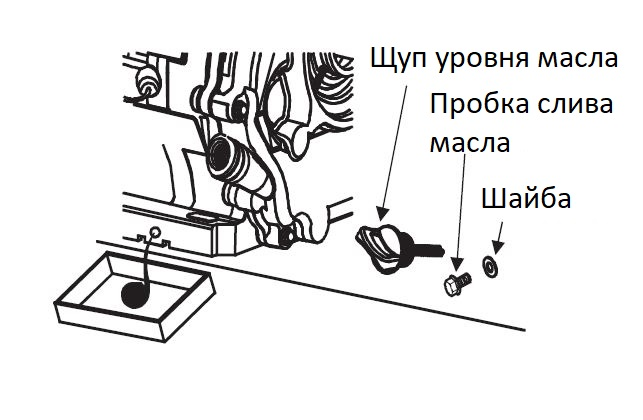 Щуп уровня масла
Пробка слива
масла
Шайба